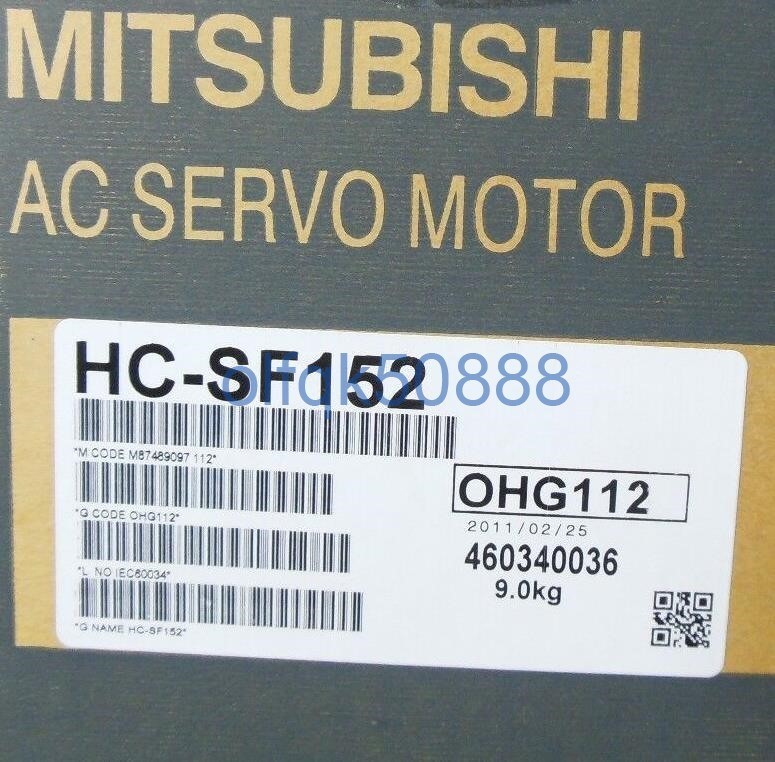 MITSUBISHI
AC SERVO MOTOR
HC-SF152
olfqk50888
*M CODE M87489097 112*
*G CODE OHG112*
OHG112
2011/02/25
*L. NO IEC60034*
460340036
9.0kg
*G NAME HC-SF152*